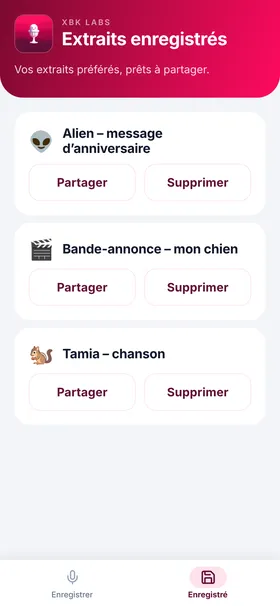 XBK LABS
Extraits enregistrés
Vos extraits préférés, prêts à partager.
Alien – message
d’anniversaire
Partager
Supprimer
Bande-annonce – mon chien
Partager
Supprimer
Tamia – chanson
Partager
Supprimer
Enregistrer
Enregistré